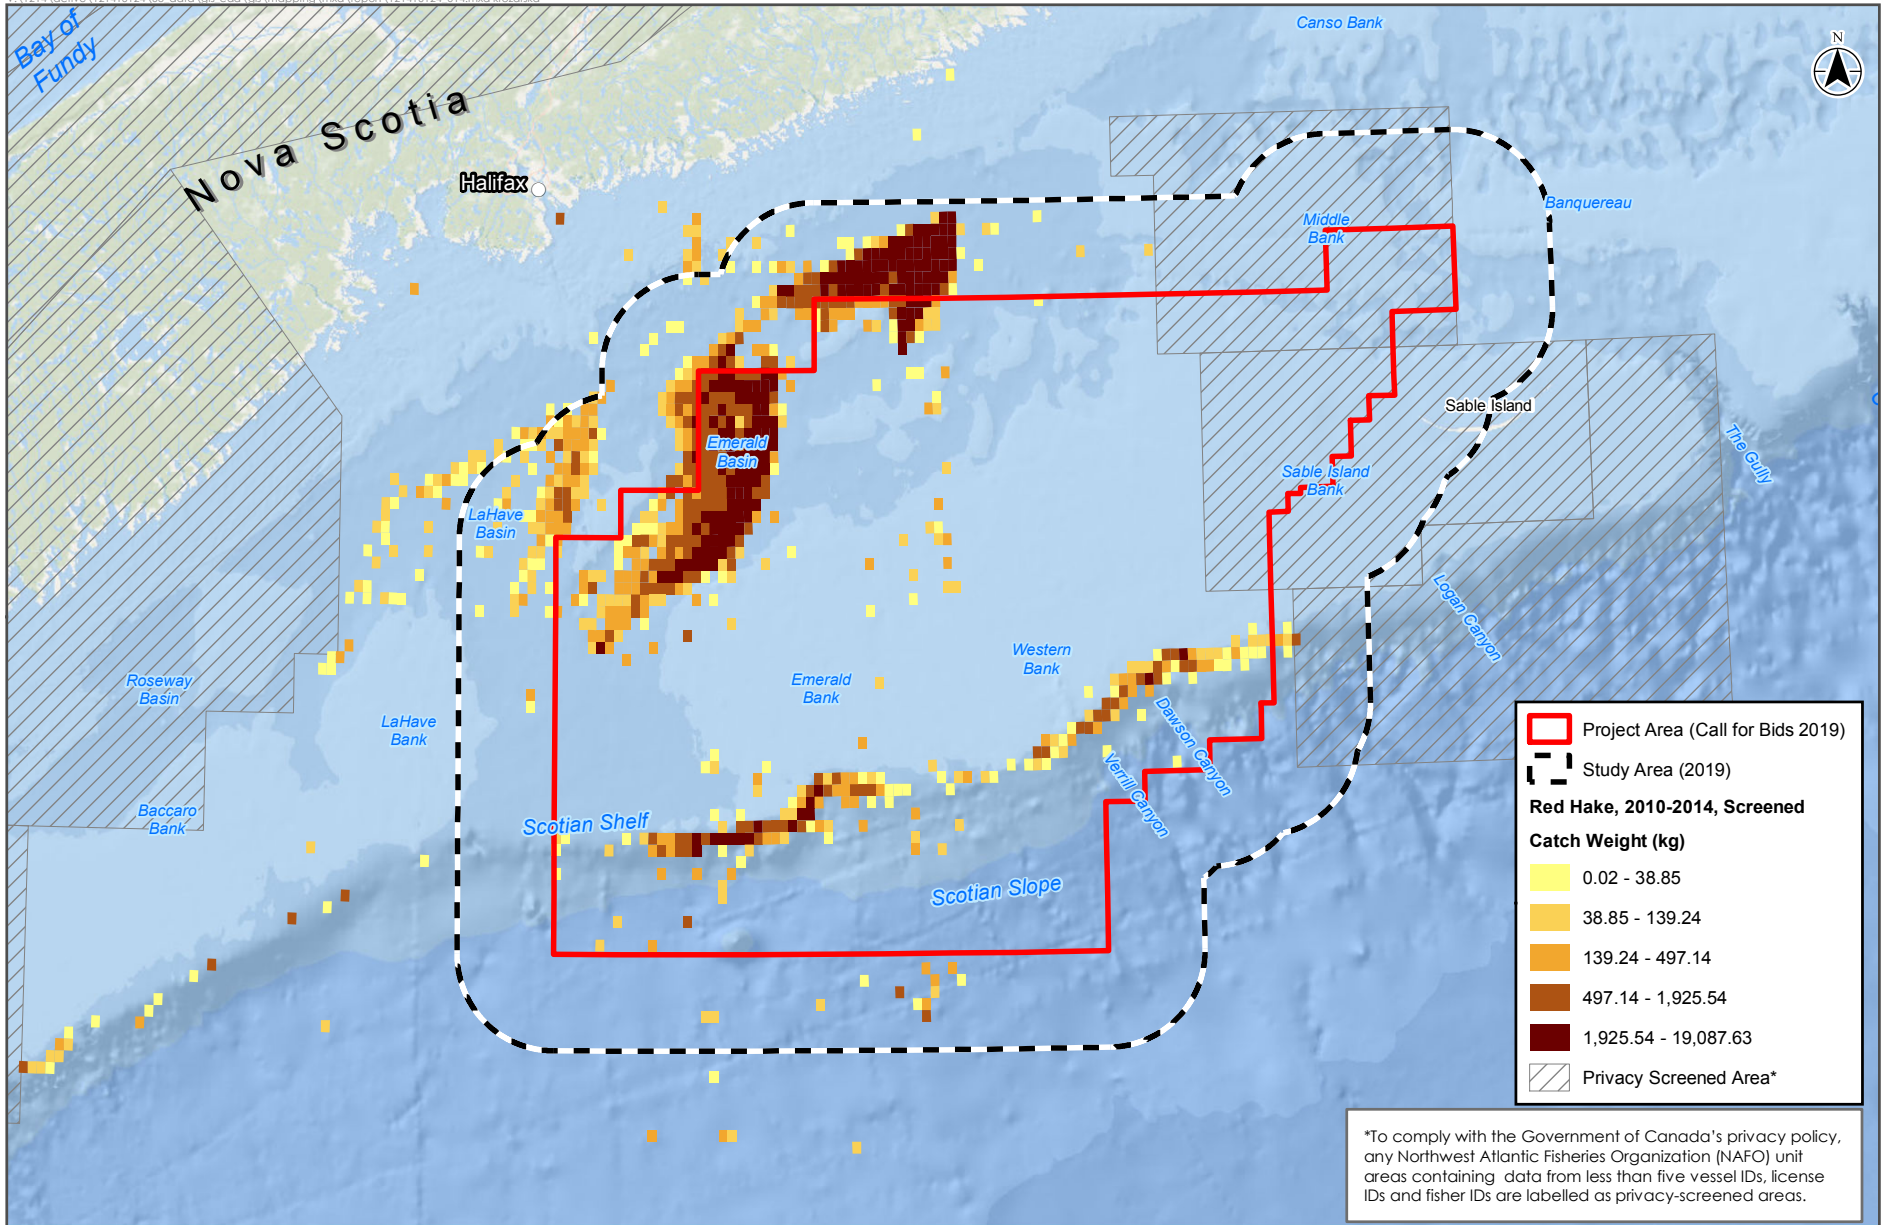 Bay of
Fundy
Canso Bank
N
Nova Scotia
Halifax
Middle
Bank
Banquereau
Sable Island
Emerald
Basin
The Gully
Sable Island
Bank
LaHave
Basin
Logan Canyon
Western
Bank
Roseway
Basin
Emerald
Bank
LaHave
Bank
Dawson Canyon
Verrill Canyon
Baccaro
Bank
Scotian Shelf
Scotian Slope
Project Area (Call for Bids 2019)
Study Area (2019)
Red Hake, 2010-2014, Screened
Catch Weight (kg)
0.02 - 38.85
38.85 - 139.24
139.24 - 497.14
497.14 - 1,925.54
1,925.54 - 19,087.63
Privacy Screened Area*
*To comply with the Government of Canada's privacy policy,
any Northwest Atlantic Fisheries Organization (NAFO) unit
areas containing data from less than five vessel IDs, license
IDs and fisher IDs are labelled as privacy-screened areas.